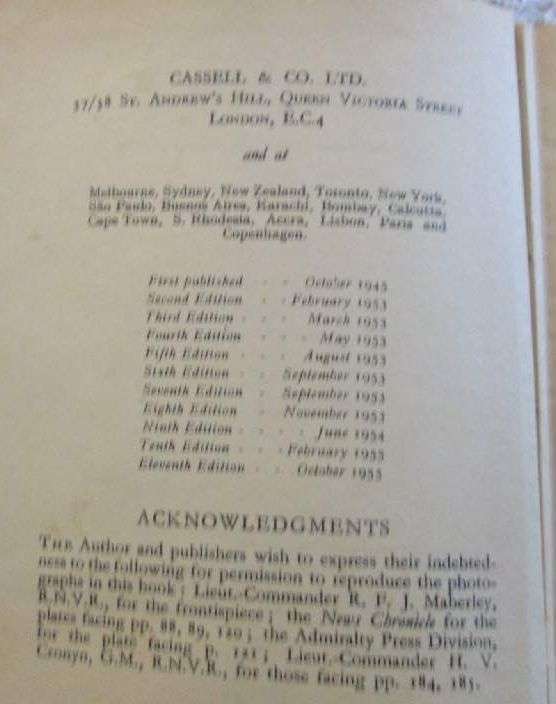 CASSELL & CO. LTD.
37/38 St. Andrew's Hill, Queen Victoria Street
London, E.C.4
and at
Melbourne, Sydney, New Zealand, Toronto, New York,
São Paulo, Buenos Aires, Karachi, Bombay, Calcutta,
Cape Town, S. Rhodesia, Accra, Lisbon, Paris and
Copenhagen.
First published . . October 1945
Second Edition . . February 1953
Third Edition . . . March 1953
Fourth Edition . . . May 1953
Fifth Edition . . . August 1953
Sixth Edition . . September 1953
Seventh Edition . September 1953
Eighth Edition . November 1953
Ninth Edition . . . . June 1954
Tenth Edition . . . February 1955
Eleventh Edition . . October 1955
ACKNOWLEDGMENTS
The Author and publishers wish to express their indebted-
ness to the following for permission to reproduce the photo-
graphs in this book; Lieut.-Commander R. F. J. Maberley,
R.N.V.R., for the frontispiece; the News Chronicle for the
plates facing pp. 88, 89, 120; the Admiralty Press Division,
for the plate facing p. 121; Lieut.-Commander H. V.
Cronyn, G.M., R.N.V.R., for those facing pp. 184, 185.